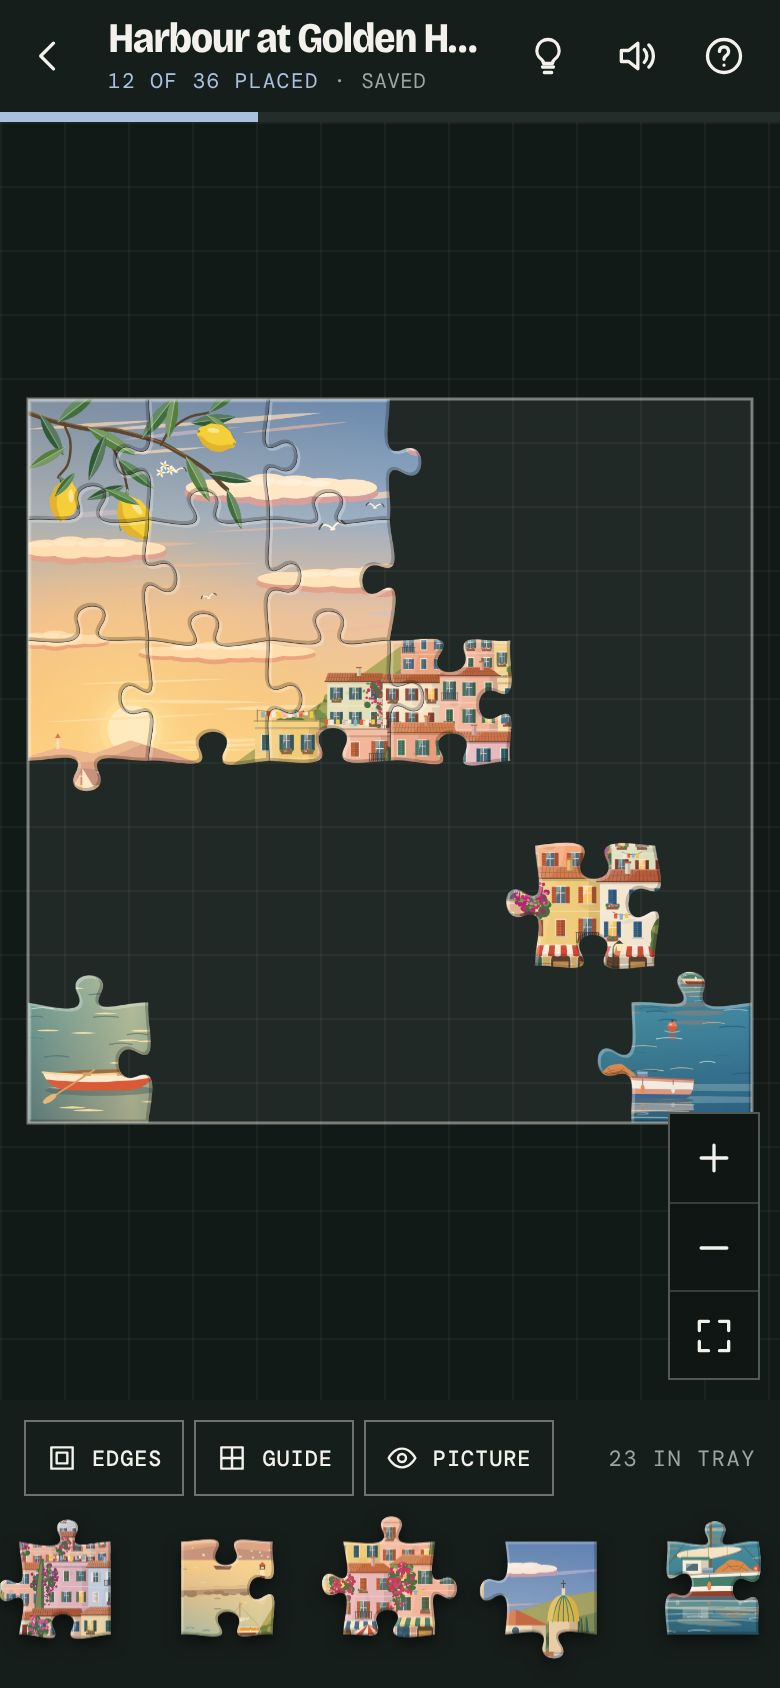 Harbour at Golden H...
12 OF 36 PLACED · SAVED
EDGES
GUIDE
PICTURE
23 IN TRAY